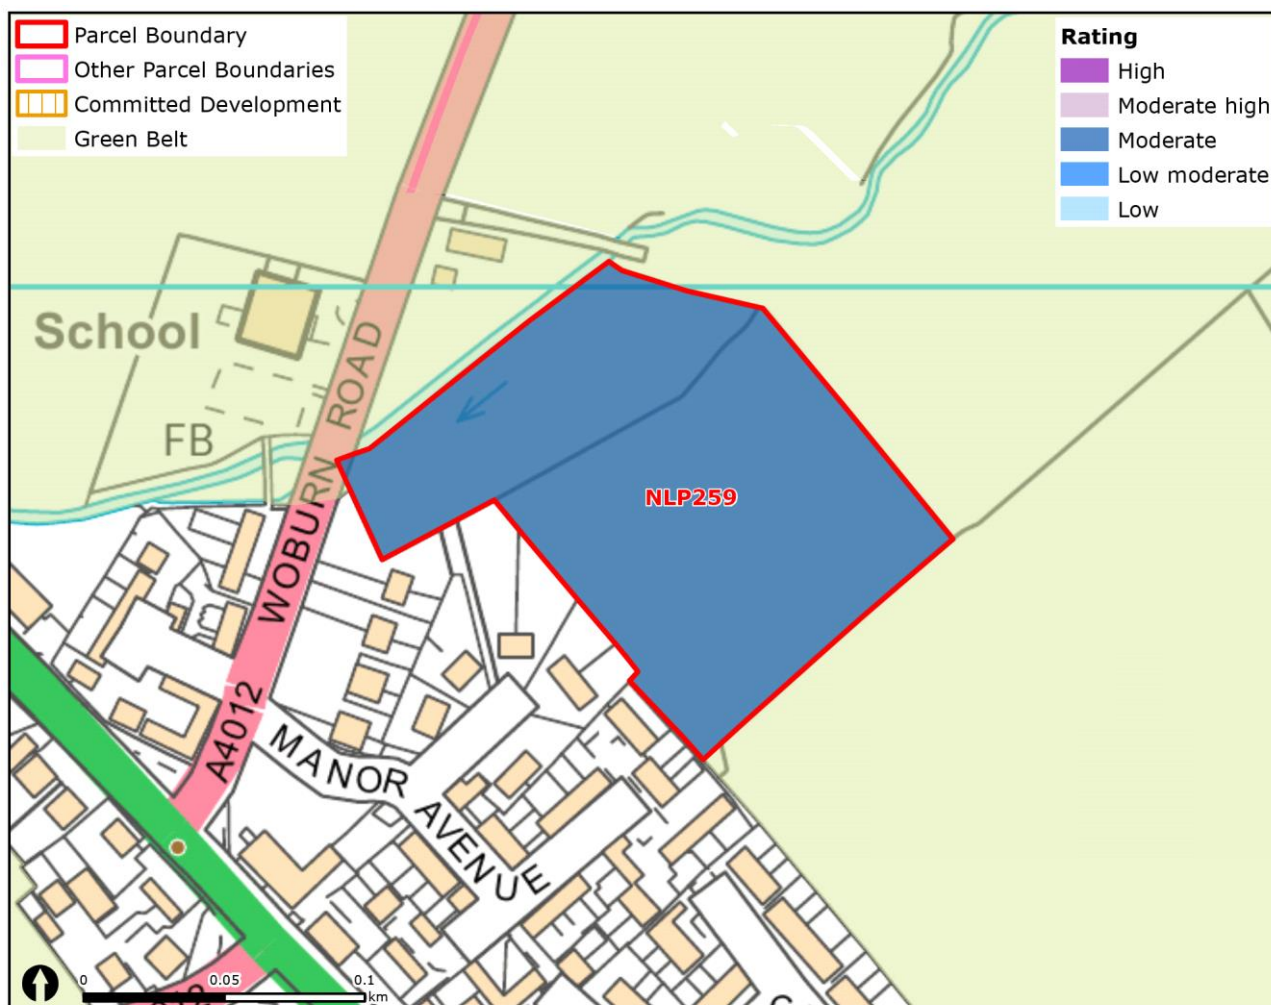 Parcel Boundary
Other Parcel Boundaries
Committed Development
Green Belt
Rating
High
Moderate high
Moderate
Low moderate
Low
School
FB
WOBURN ROAD
NLP259
A4012
MANOR AVENUE
0 0.05 0.1
km